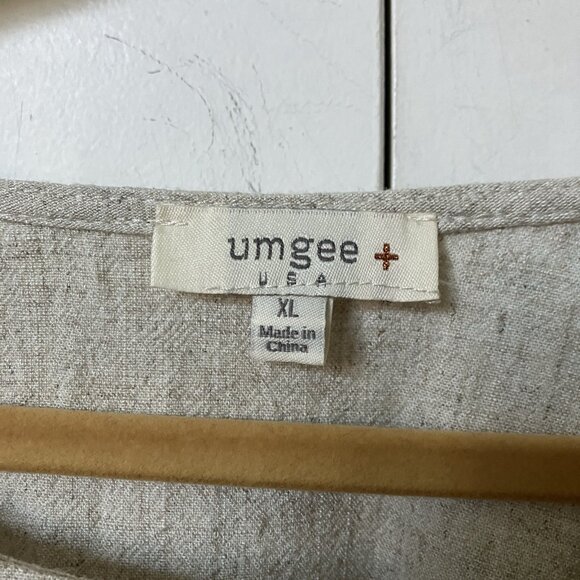 umgee +
USA
XL
Made in
China